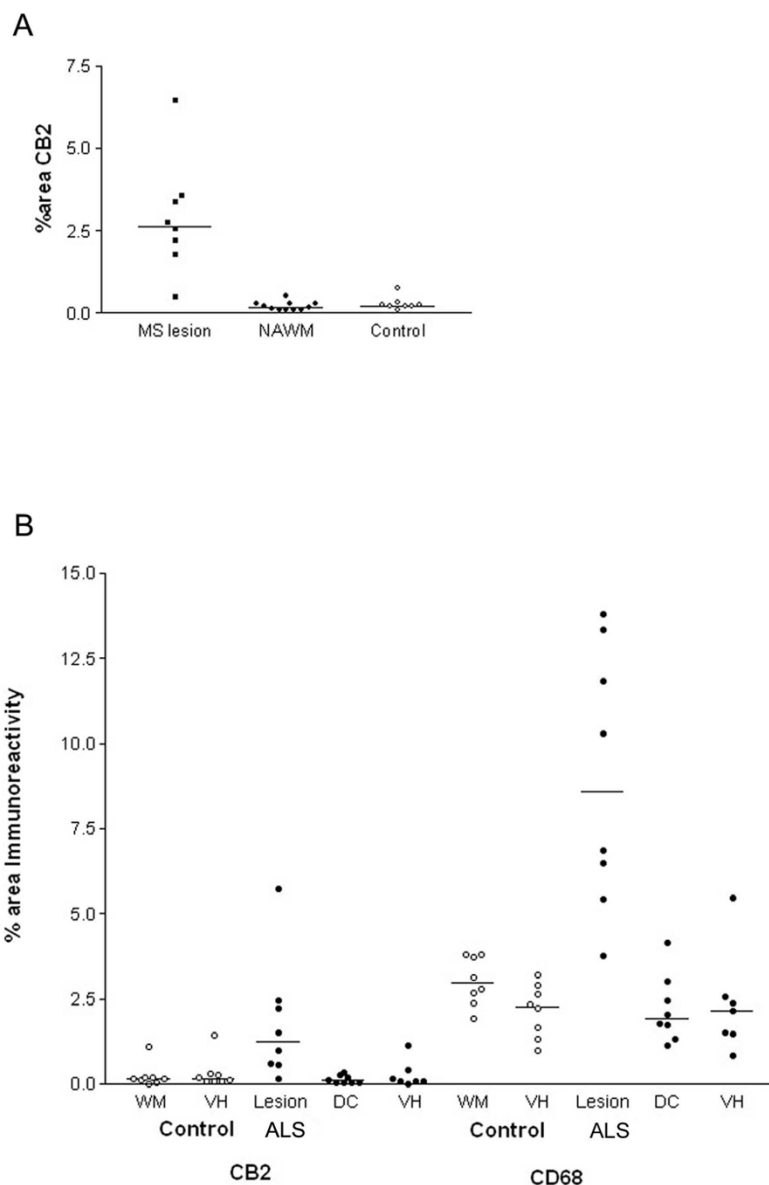 A
7.5
5.0
2.5
0.0
%area CB2
MS lesion NAWM Control
B
15.0
12.5
10.0
7.5
5.0
2.5
0.0
% area Immunoreactivity
WM VH Lesion DC VH WM VH Lesion DC VH
Control ALS Control ALS
CB2 CD68